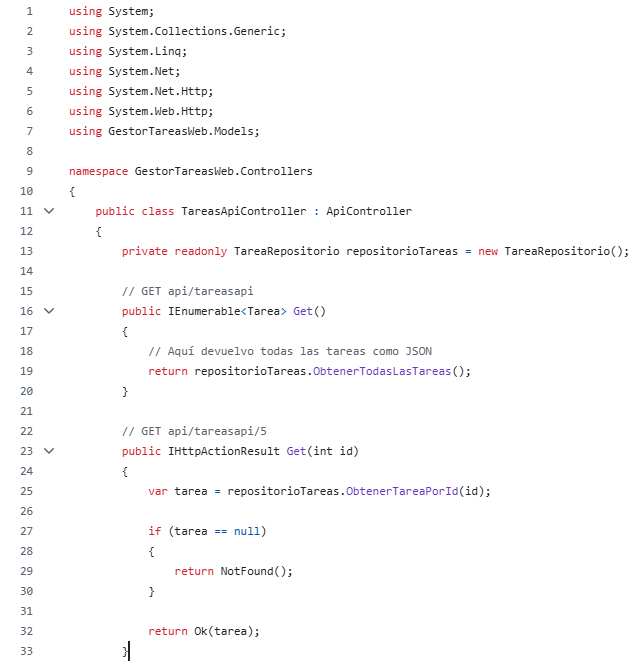 1 using System;
2 using System.Collections.Generic;
3 using System.Linq;
4 using System.Net;
5 using System.Net.Http;
6 using System.Web.Http;
7 using GestorTareasWeb.Models;
8
9 namespace GestorTareasWeb.Controllers
10 {
11     public class TareasApiController : ApiController
12     {
13         private readonly TareaRepositorio repositorioTareas = new TareaRepositorio();
14
15         // GET api/tareasapi
16         public IEnumerable<Tarea> Get()
17         {
18             // Aquí devuelvo todas las tareas como JSON
19             return repositorioTareas.ObtenerTodasLasTareas();
20         }
21
22         // GET api/tareasapi/5
23         public IHttpActionResult Get(int id)
24         {
25             var tarea = repositorioTareas.ObtenerTareaPorId(id);
26
27             if (tarea == null)
28             {
29                 return NotFound();
30             }
31
32             return Ok(tarea);
33         }